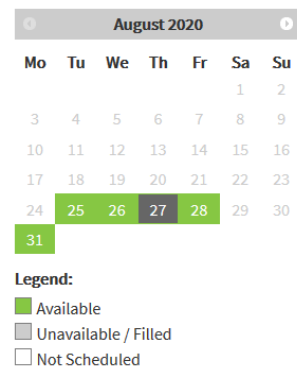 August 2020
Mo Tu We Th Fr Sa Su
1 2
3 4 5 6 7 8 9
10 11 12 13 14 15 16
17 18 19 20 21 22 23
24 25 26 27 28 29 30
31
Legend:
Available
Unavailable / Filled
Not Scheduled